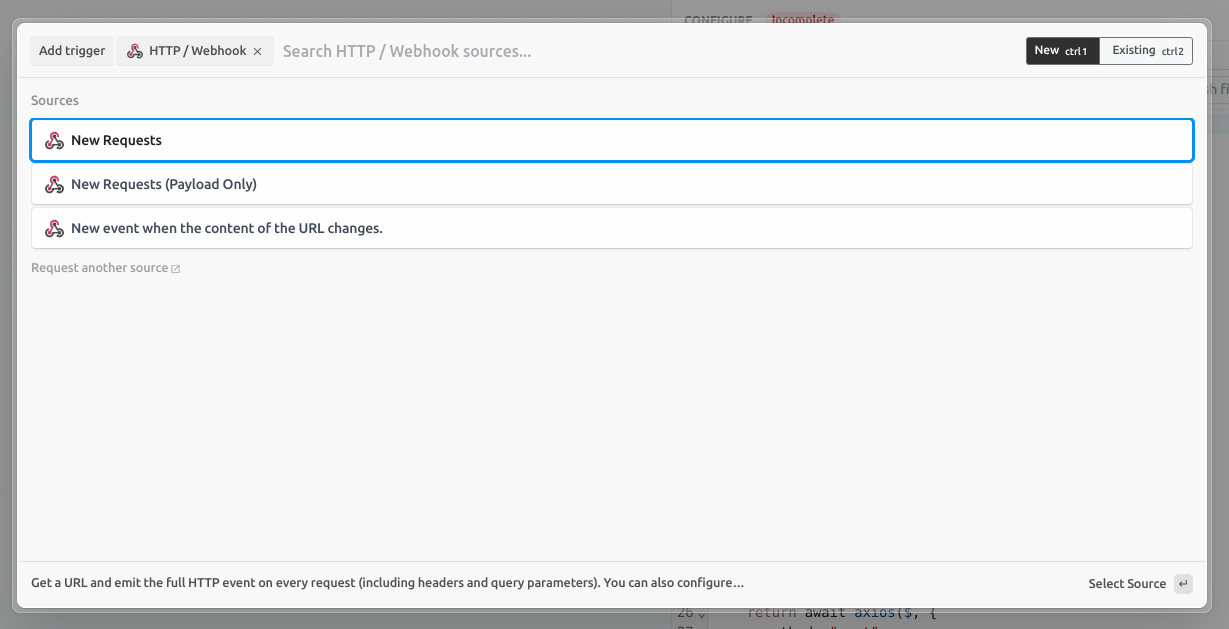 CONFIGURE Incomplete
Add trigger HTTP / Webhook × Search HTTP / Webhook sources... New ctrl1 Existing ctrl2
Sources
New Requests
New Requests (Payload Only)
New event when the content of the URL changes.
Request another source
Get a URL and emit the full HTTP event on every request (including headers and query parameters). You can also configure… Select Source ↵
26 return await axios($, {